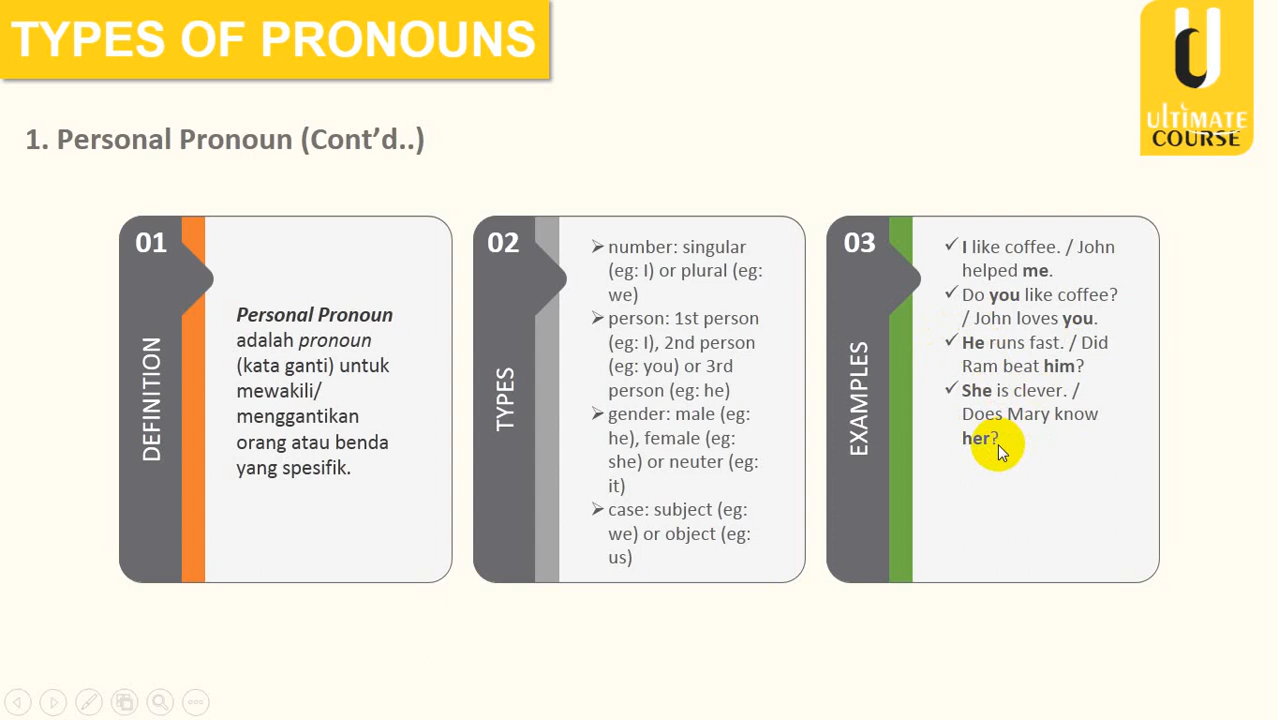 TYPES OF PRONOUNS
ULTIMATE
COURSE
1. Personal Pronoun (Cont’d..)
01
DEFINITION
Personal Pronoun
adalah pronoun
(kata ganti) untuk
mewakili/
menggantikan
orang atau benda
yang spesifik.
02
TYPES
number: singular
(eg: I) or plural (eg:
we)
person: 1st person
(eg: I), 2nd person
(eg: you) or 3rd
person (eg: he)
gender: male (eg:
he), female (eg:
she) or neuter (eg:
it)
case: subject (eg:
we) or object (eg:
us)
03
EXAMPLES
I like coffee. / John
helped me.
Do you like coffee?
/ John loves you.
He runs fast. / Did
Ram beat him?
She is clever. /
Does Mary know
her?